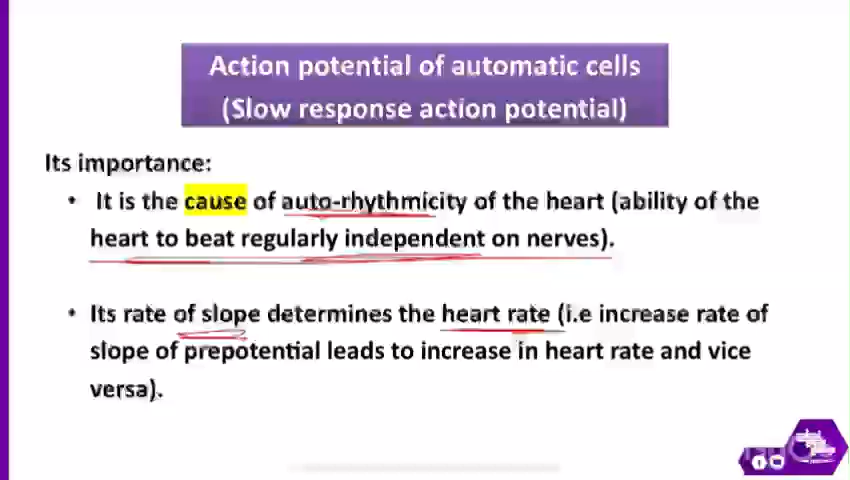 Action potential of automatic cells
(Slow response action potential)
Its importance:
• It is the cause of auto-rhythmicity of the heart (ability of the
heart to beat regularly independent on nerves).
• Its rate of slope determines the heart rate (i.e increase rate of
slope of prepotential leads to increase in heart rate and vice
versa).